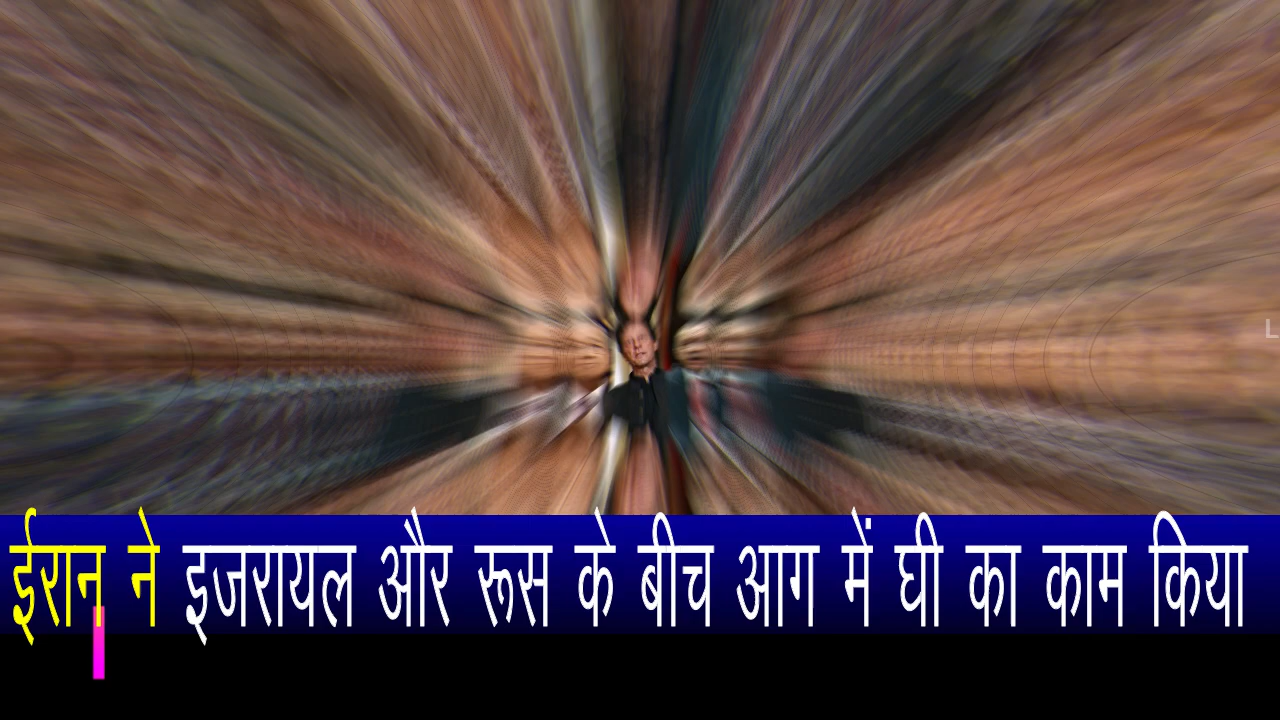 ईरान ने इजरायल और रूस के बीच आग में घी का काम किया
L